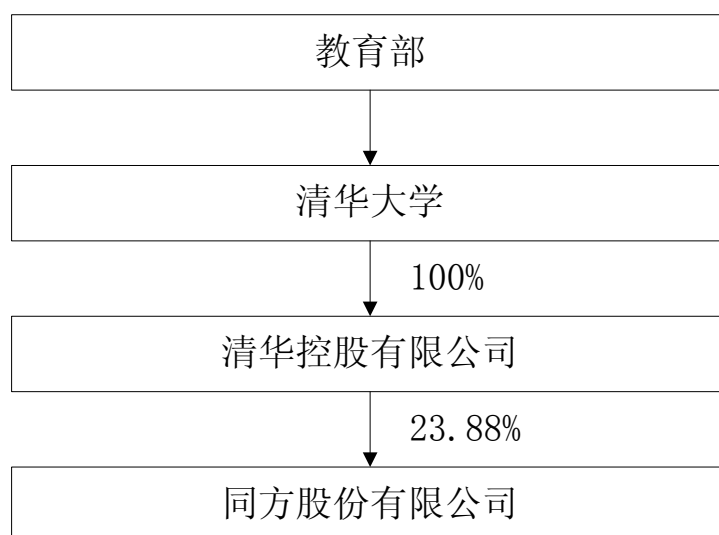 教育部
清华大学
100%
清华控股有限公司
23.88%
同方股份有限公司